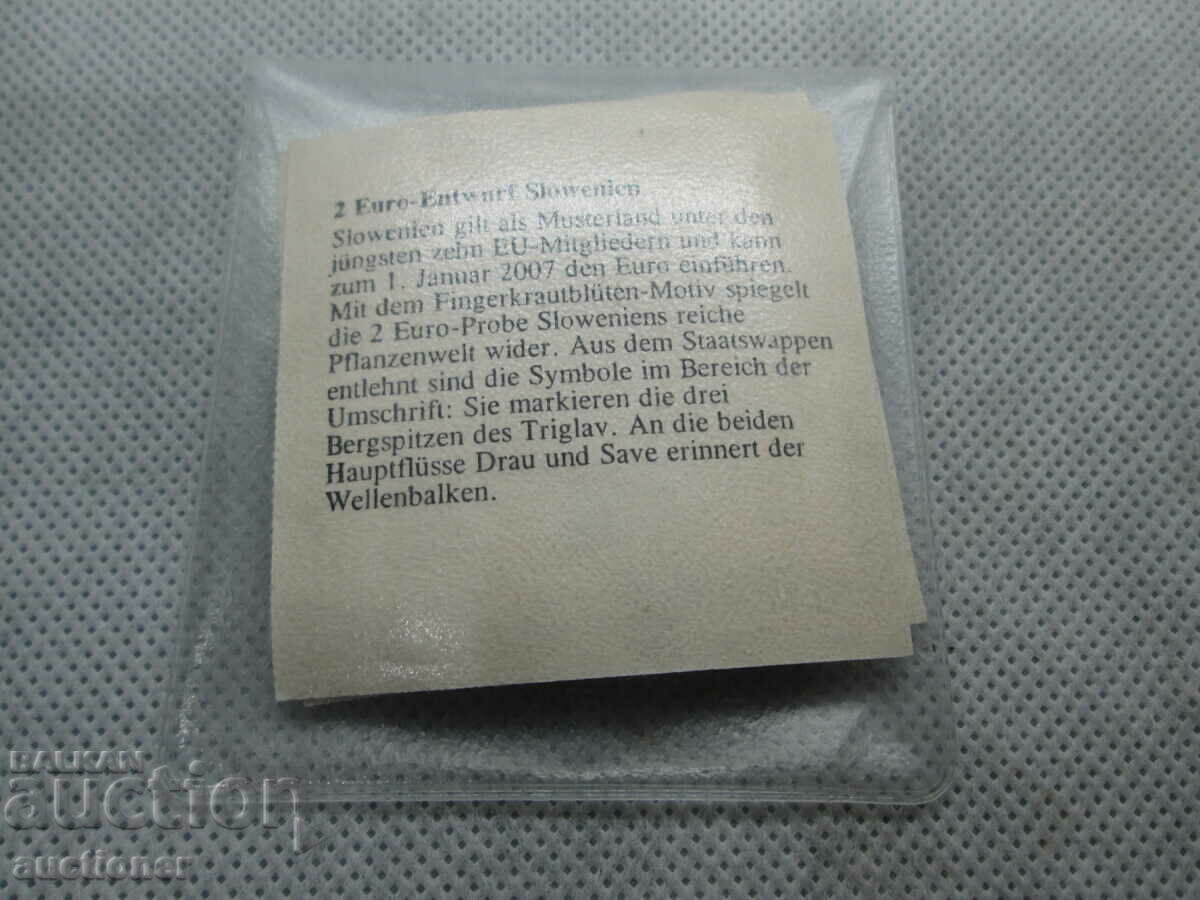 2 Euro-Entwurf Slowenien
Slowenien gilt als Musterland unter den
jüngsten zehn EU-Mitgliedern und kann
zum 1. Januar 2007 den Euro einführen.
Mit dem Fingerkrautblüten-Motiv spiegelt
die 2 Euro-Probe Sloweniens reiche
Pflanzenwelt wider. Aus dem Staatswappen
entlehnt sind die Symbole im Bereich der
Umschrift: Sie markieren die drei
Bergspitzen des Triglav. An die beiden
Hauptflüsse Drau und Save erinnert der
Wellenbalken.
BALKAN
auction
auctioner